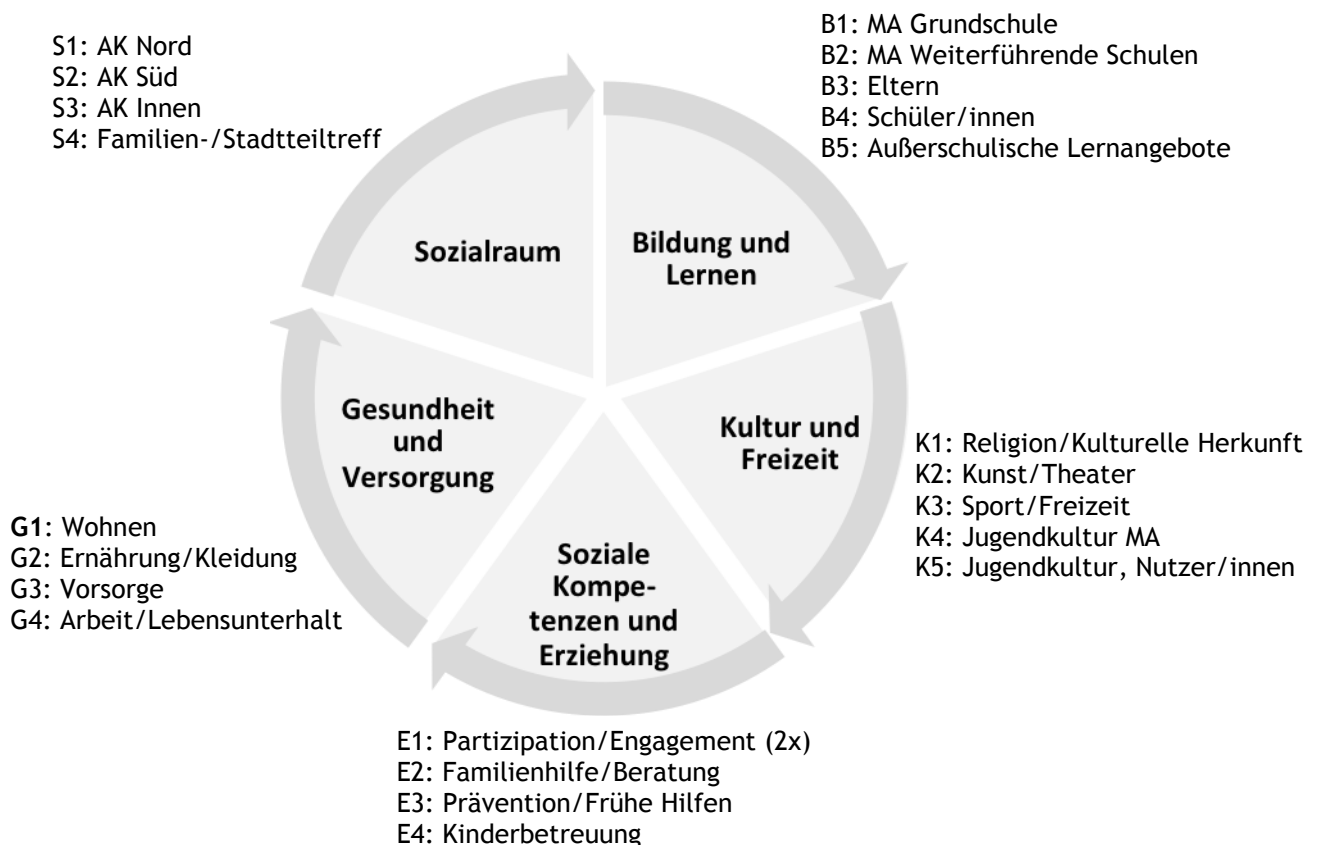 S1: AK Nord
S2: AK Süd
S3: AK Innen
S4: Familien-/Stadtteiltreff
B1: MA Grundschule
B2: MA Weiterführende Schulen
B3: Eltern
B4: Schüler/innen
B5: Außerschulische Lernangebote
Sozialraum
Bildung und
Lernen
Gesundheit
und
Versorgung
Kultur und
Freizeit
K1: Religion/Kulturelle Herkunft
K2: Kunst/Theater
K3: Sport/Freizeit
K4: Jugendkultur MA
K5: Jugendkultur, Nutzer/innen
G1: Wohnen
G2: Ernährung/Kleidung
G3: Vorsorge
G4: Arbeit/Lebensunterhalt
Soziale
Kompe-
tenzen und
Erziehung
E1: Partizipation/Engagement (2x)
E2: Familienhilfe/Beratung
E3: Prävention/Frühe Hilfen
E4: Kinderbetreuung